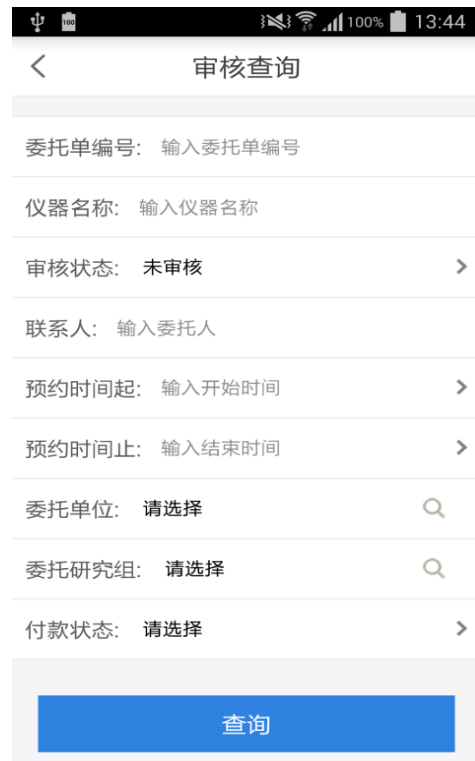 100 100% 13:44
审核查询
委托单编号: 输入委托单编号
仪器名称: 输入仪器名称
审核状态: 未审核
联系人: 输入委托人
预约时间起: 输入开始时间
预约时间止: 输入结束时间
委托单位: 请选择
委托研究组: 请选择
付款状态: 请选择
查询